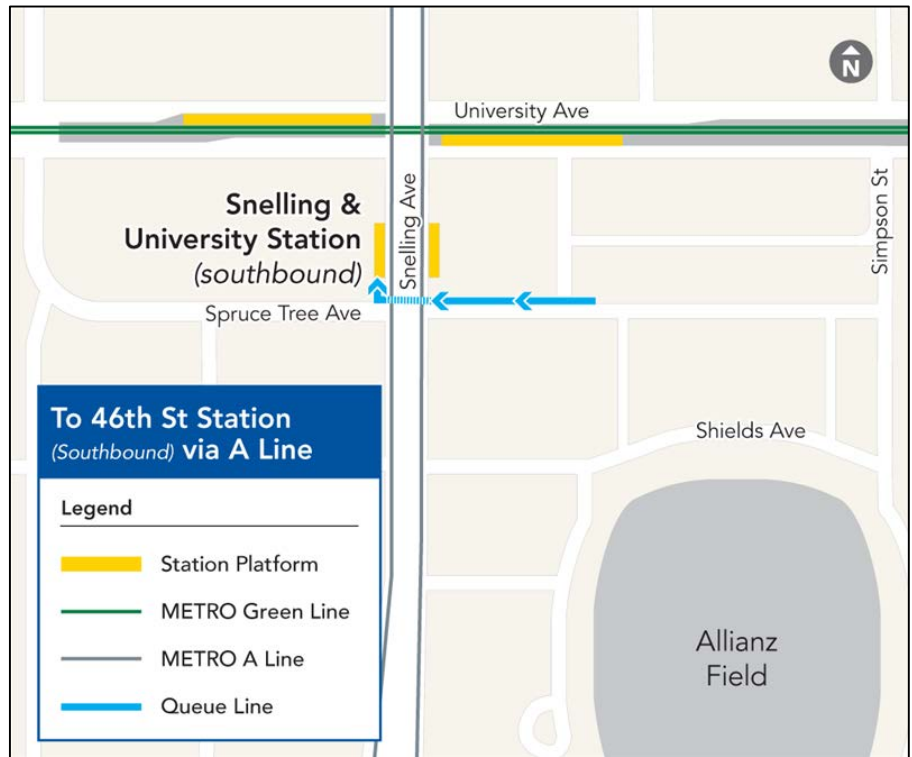 N
University Ave
Snelling Ave
Simpson St
Snelling &
University Station
(southbound)
Spruce Tree Ave
Shields Ave
To 46th St Station
(Southbound) via A Line
Legend
Station Platform
METRO Green Line
METRO A Line
Queue Line
Allianz
Field